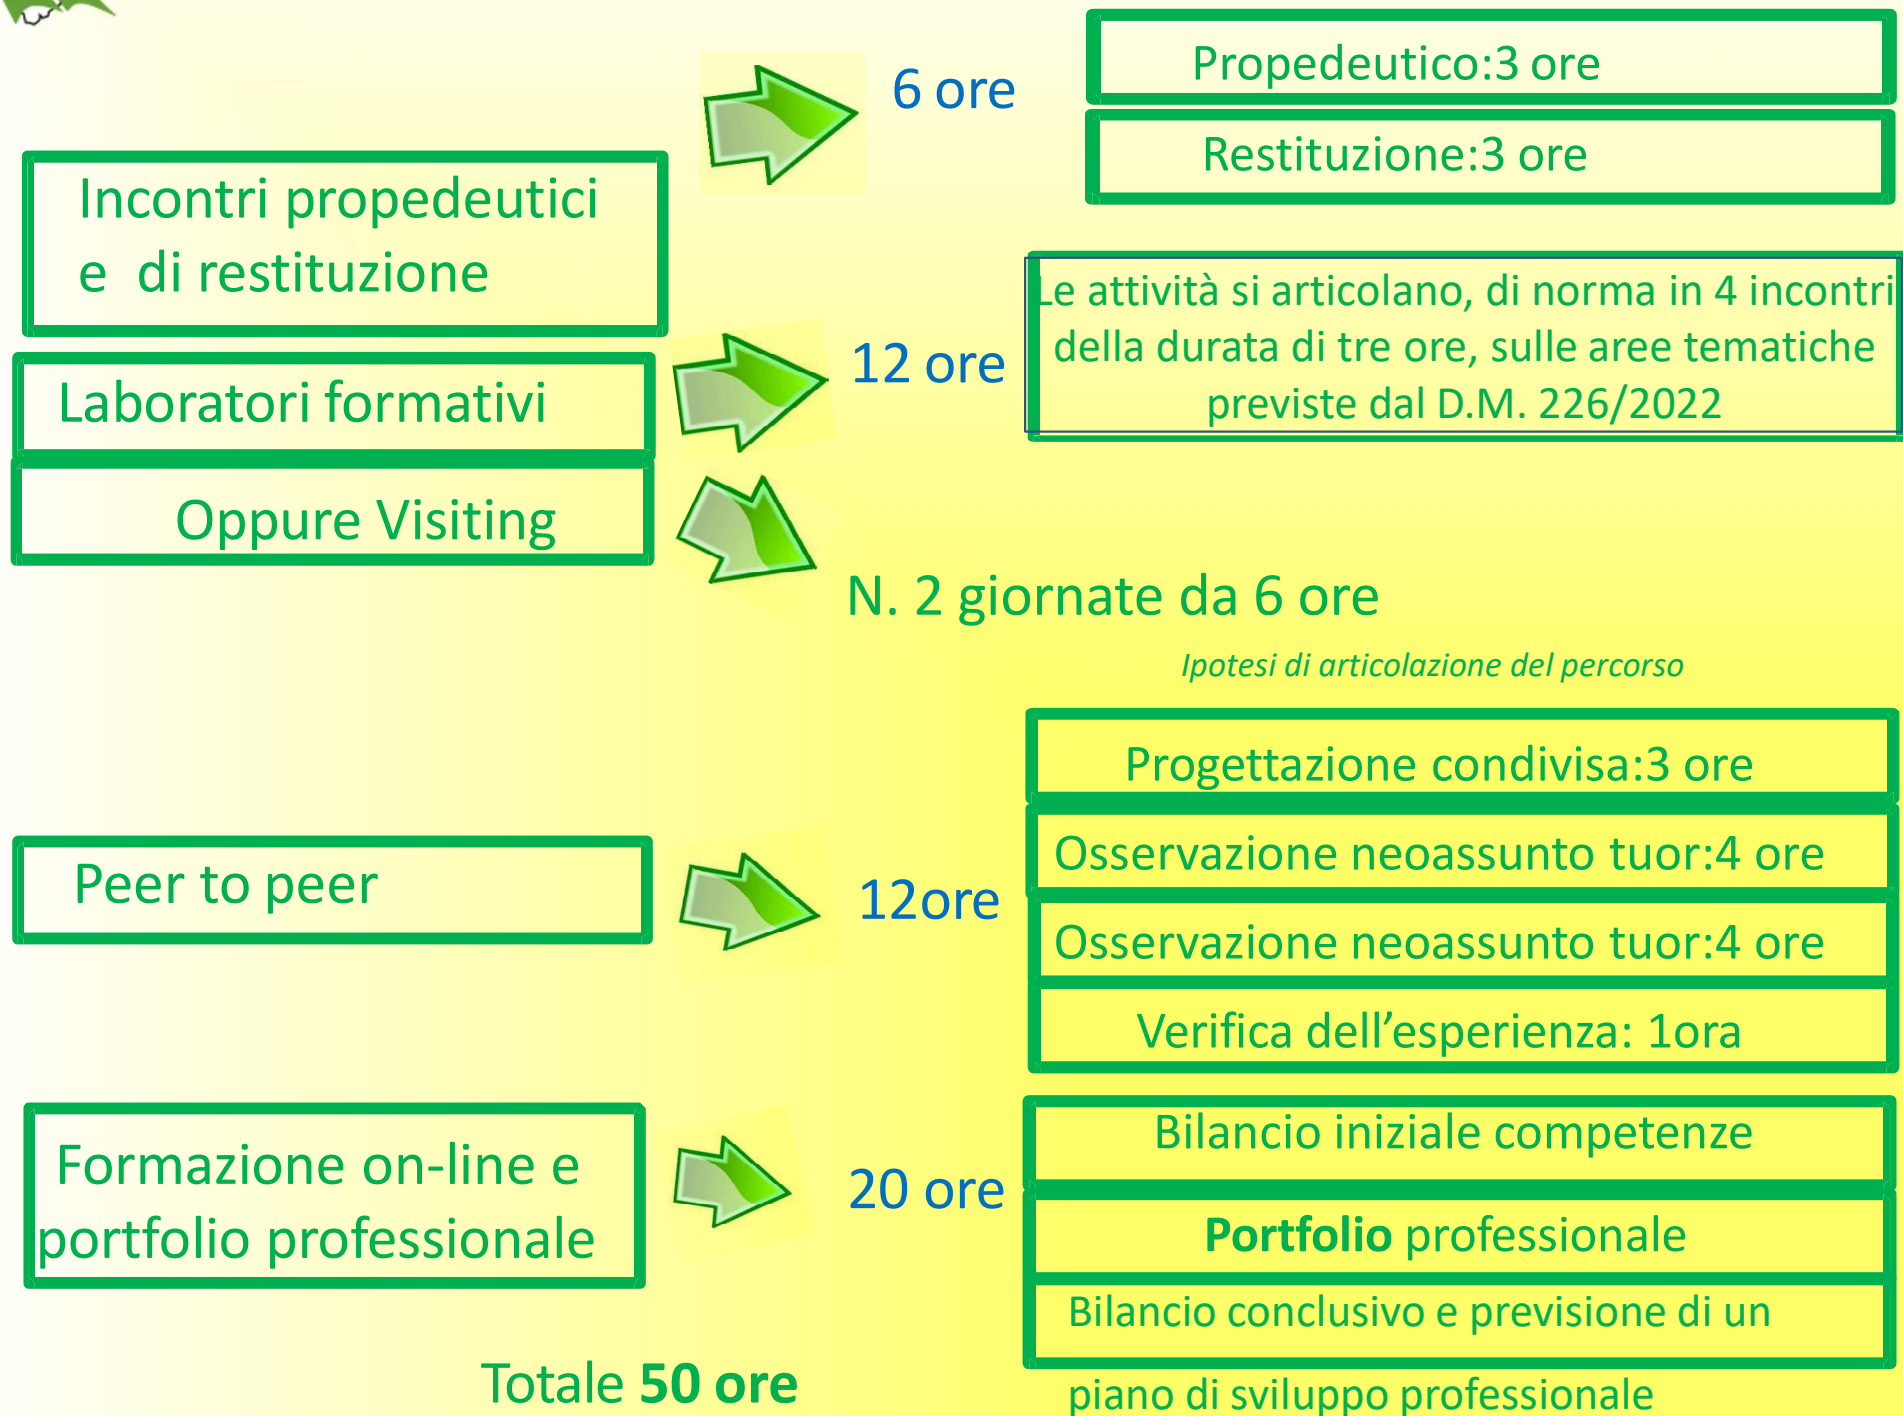 Incontri propedeutici
e di restituzione
6 ore
Propedeutico:3 ore
Restituzione:3 ore
Laboratori formativi
12 ore
Le attività si articolano, di norma in 4 incontri
della durata di tre ore, sulle aree tematiche
previste dal D.M. 226/2022
Oppure Visiting
N. 2 giornate da 6 ore
Ipotesi di articolazione del percorso
Peer to peer
12ore
Progettazione condivisa:3 ore
Osservazione neoassunto tuor:4 ore
Osservazione neoassunto tuor:4 ore
Verifica dell’esperienza: 1ora
Formazione on-line e
portfolio professionale
20 ore
Bilancio iniziale competenze
Portfolio professionale
Bilancio conclusivo e previsione di un
piano di sviluppo professionale
Totale 50 ore